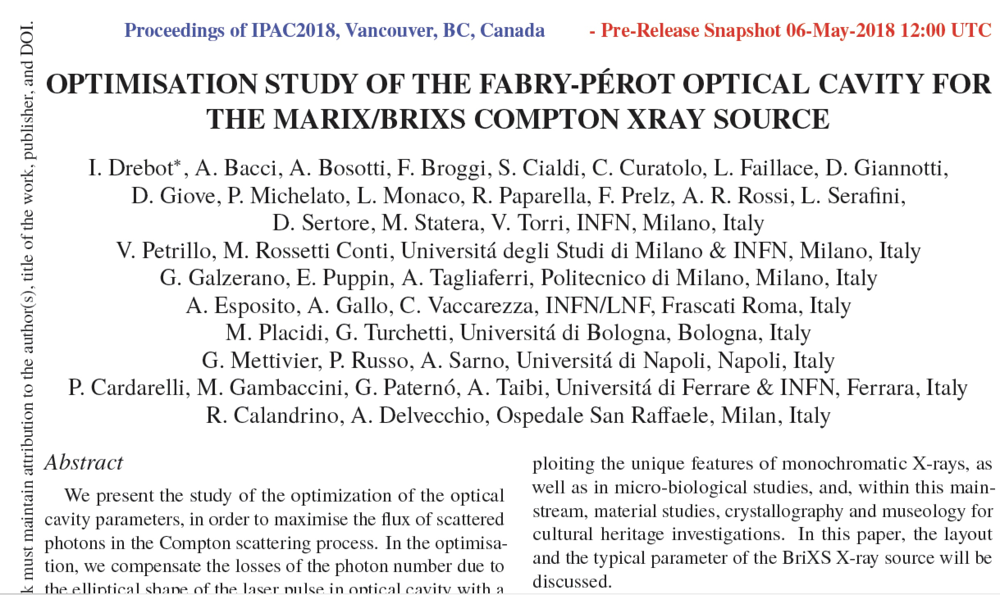 Proceedings of IPAC2018, Vancouver, BC, Canada - Pre-Release Snapshot 06-May-2018 12:00 UTC
OPTIMISATION STUDY OF THE FABRY-PÉROT OPTICAL CAVITY FOR
THE MARIX/BRIXS COMPTON XRAY SOURCE
I. Drebot*, A. Bacci, A. Bosotti, F. Broggi, S. Cialdi, C. Curatolo, L. Faillace, D. Giannotti,
D. Giove, P. Michelato, L. Monaco, R. Paparella, F. Prelz, A. R. Rossi, L. Serafini,
D. Sertore, M. Statera, V. Torri, INFN, Milano, Italy
V. Petrillo, M. Rossetti Conti, Universitá degli Studi di Milano & INFN, Milano, Italy
G. Galzerano, E. Puppin, A. Tagliaferri, Politecnico di Milano, Milano, Italy
A. Esposito, A. Gallo, C. Vaccarezza, INFN/LNF, Frascati Roma, Italy
M. Placidi, G. Turchetti, Universitá di Bologna, Bologna, Italy
G. Mettivier, P. Russo, A. Sarno, Universitá di Napoli, Napoli, Italy
P. Cardarelli, M. Gambaccini, G. Paternó, A. Taibi, Universitá di Ferrare & INFN, Ferrara, Italy
R. Calandrino, A. Delvecchio, Ospedale San Raffaele, Milan, Italy
Abstract
We present the study of the optimization of the optical
cavity parameters, in order to maximise the flux of scattered
photons in the Compton scattering process. In the optimisa-
tion, we compensate the losses of the photon number due to
the elliptical shape of the laser pulse in optical cavity with a
ploiting the unique features of monochromatic X-rays, as
well as in micro-biological studies, and, within this main-
stream, material studies, crystallography and museology for
cultural heritage investigations. In this paper, the layout
and the typical parameter of the BriXS X-ray source will be
discussed.
k must maintain attribution to the author(s), title of the work, publisher, and DOI.